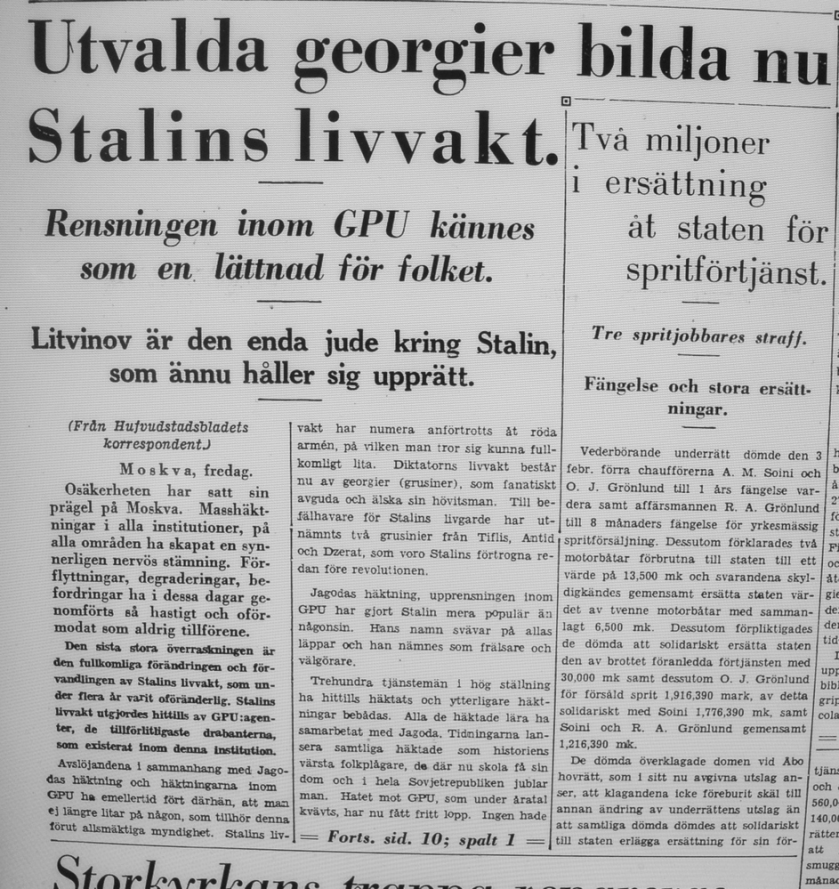 Utvalda georgier bilda nu
Stalins livvakt.
Rensningen inom GPU kännes
som en lättnad för folket.
Litvinov är den enda jude kring Stalin,
som ännu håller sig upprätt.
(Från Hufvudstadsbladets
korrespondent.)
Moskva, fredag.
Osäkerheten har satt sin
prägel på Moskva. Masshäkt-
ningar i alla institutioner, på
alla områden ha skapat en syn-
nerligen nervös stämning. För-
flyttningar, degraderingar, be-
fordringar ha i dessa dagar ge-
nomförts så hastigt och oför-
modat som aldrig tillförene.
Den sista stora överraskningen är
den fullkomliga förändringen och för-
vandlingen av Stalins livvakt, som un-
der flera år varit oföränderlig. Stalins
livvakt utgjordes hittills av GPU:agen-
ter, de tillförlitligaste drabanterna,
som existerat inom denna institution.
Avslöjandena i sammanhang med Jago-
das häktning och häktningarna inom
GPU ha emellertid fört därhän, att man
ej längre litar på någon, som tillhör denna
förut allsmäktiga myndighet. Stalins liv-
vakt har numera anförtrotts åt röda
armén, på vilken man tror sig kunna full-
komligt lita. Diktatorns livvakt består
nu av georgier (grusiner), som fanatiskt
avguda och älska sin hövitsman. Till be-
fälhavare för Stalins livgarde har ut-
nämnts två grusinier från Tiflis, Antid
och Dzerat, som voro Stalins förtrogna re-
dan före revolutionen.
Jagodas häktning, upprensningen inom
GPU har gjort Stalin mera populär än
någonsin. Hans namn svävar på allas
läppar och han nämnes som frälsare och
välgörare.
Trehundra tjänstemän i hög ställning
ha hittills häktats och ytterligare häkt-
ningar bebådas. Alla de häktade lära ha
samarbetat med Jagoda. Tidningarna lan-
sera samtliga häktade som historiens
värsta folkplågare, de där nu skola få sin
dom och i hela Sovjetrepubliken jublar
man. Hatet mot GPU, som under åratal
kvävts, har nu fått fritt lopp. Ingen hade
Forts. sid. 10; spalt 1
Två miljoner
i ersättning
åt staten för
spritförtjänst.
Tre spritjobbares straff.
Fängelse och stora ersätt-
ningar.
Vederbörande underrätt dömde den 3
febr. förra chaufförerna A. M. Soini och
O. J. Grönlund till 1 års fängelse var-
dera samt affärsmannen R. A. Grönlund
till 8 månaders fängelse för yrkesmässig
spritförsäljning. Dessutom förklarades två
motorbåtar förbrutna till staten till ett
värde på 13,500 mk och svarandena skyl-
digkändes gemensamt ersätta staten vär-
det av tvenne motorbåtar med samman-
lagt 6,500 mk. Dessutom förpliktigades
de dömda att solidariskt ersätta staten
den av brottet föranledda förtjänsten med
30,000 mk samt dessutom O. J. Grönlund
för försåld sprit 1,916,390 mark, av detta
solidariskt med Soini 1,776,390 mk, samt
Soini och R. A. Grönlund gemensamt
1,216,390 mk.
De dömda överklagade domen vid Åbo
hovrätt, som i sitt nu avgivna utslag an-
ser, att klagandena icke föreburit skäl till
annan ändring av underrättens utslag än
att samtliga dömda dömdes att solidariskt
till staten erlägga ersättning för sin för-